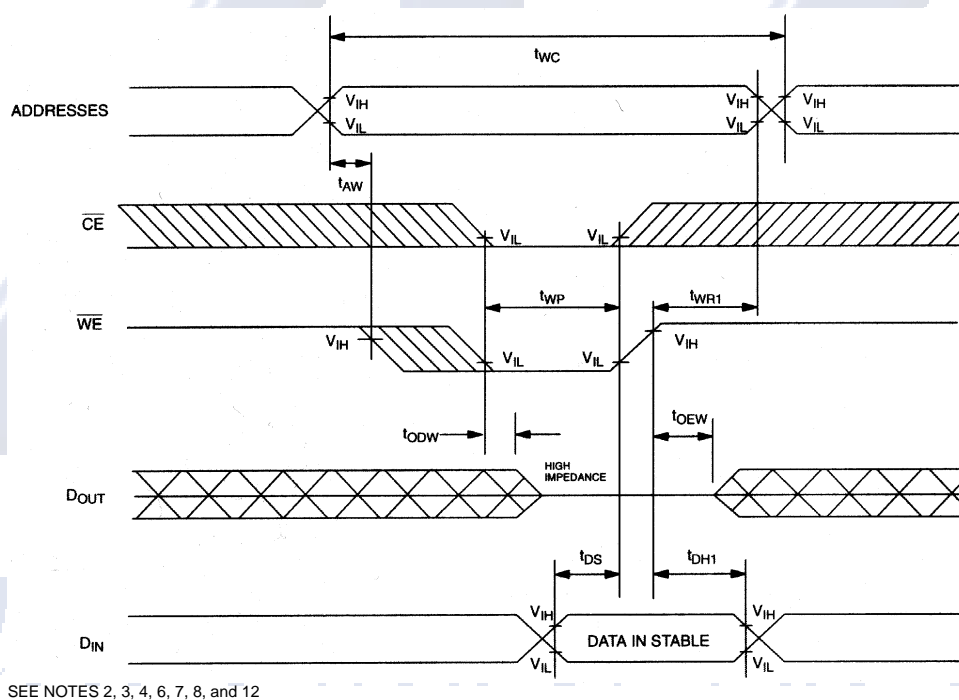 tWC
ADDRESSES
VIH VIH VIH
VIL VIL VIL
tAW
CE
VIL VIL
tWP tWR1
WE
VIH VIH
VIL VIL
tODW tOEW
HIGH
IMPEDANCE
DOUT
tDS tDH1
VIH VIH
DIN DATA IN STABLE
VIL VIL
SEE NOTES 2, 3, 4, 6, 7, 8, and 12